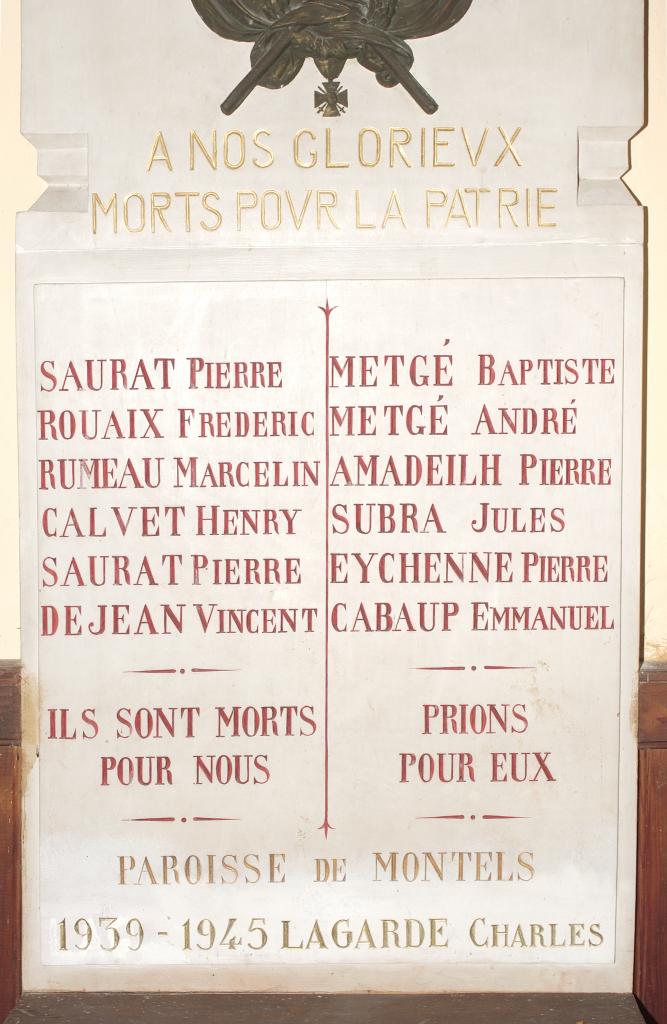 A NOS GLORIEVX
MORTS POVR LA PATRIE
SAURAT PIERRE
ROUAIX FREDERIC
RUMEAU MARCELIN
CALVET HENRY
SAURAT PIERRE
DEJEAN VINCENT
ILS SONT MORTS
POUR NOUS
METGÉ BAPTISTE
METGÉ ANDRÉ
AMADEILH PIERRE
SUBRA JULES
EYCHENNE PIERRE
CABAUP EMMANUEL
PRIONS
POUR EUX
PAROISSE DE MONTELS
1939 - 1945 LAGARDE CHARLES